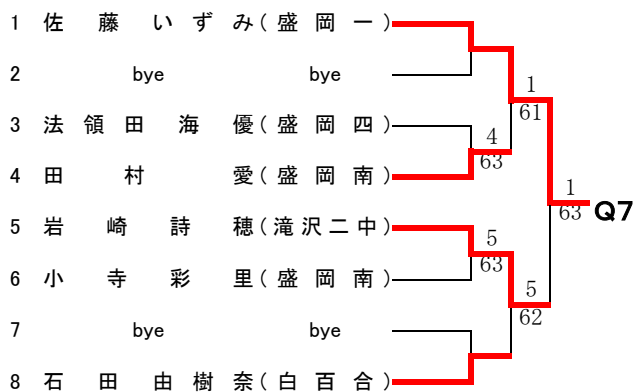 1 佐藤いずみ(盛岡一)
2 bye bye
3 法領田海優(盛岡四)
4 田村愛(盛岡南)
5 岩崎詩穂(滝沢二中)
6 小寺彩里(盛岡南)
7 bye bye
8 石田由樹奈(白百合)
4
63
5
63
1
61
5
62
1
63
Q7